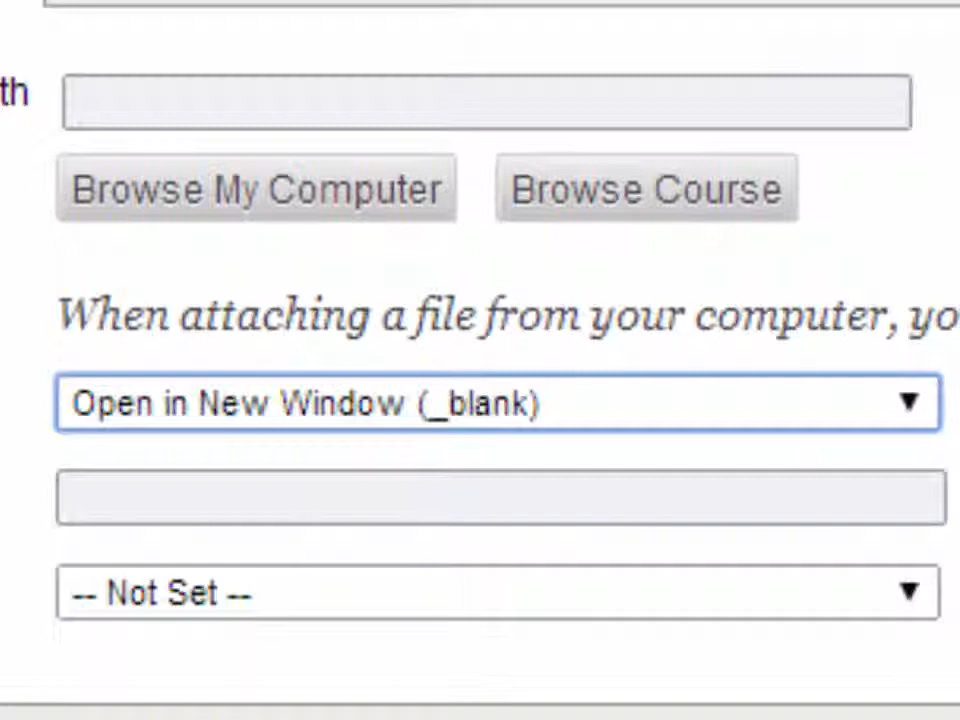 th
Browse My Computer Browse Course
When attaching a file from your computer, yo
Open in New Window (_blank)
-- Not Set --